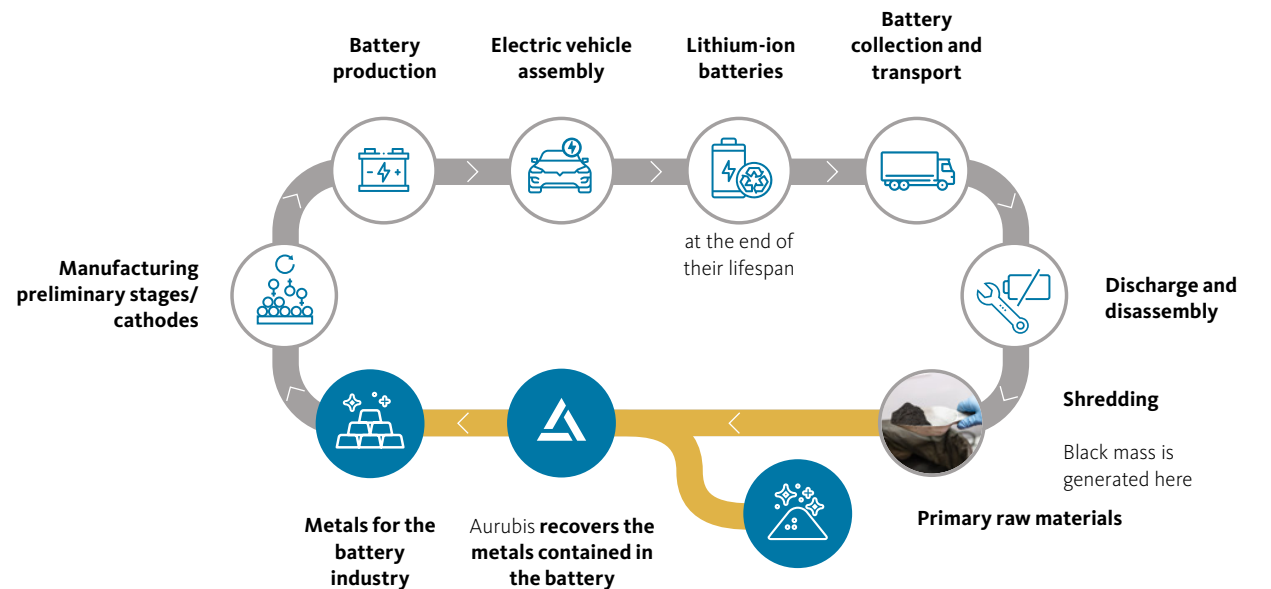 Battery
production
Electric vehicle
assembly
Lithium-ion
batteries
at the end of
their lifespan
Battery
collection and
transport
Discharge and
disassembly
Shredding
Black mass is
generated here
Primary raw materials
Aurubis recovers the
metals contained in
the battery
Metals for the
battery
industry
Manufacturing
preliminary stages/
cathodes